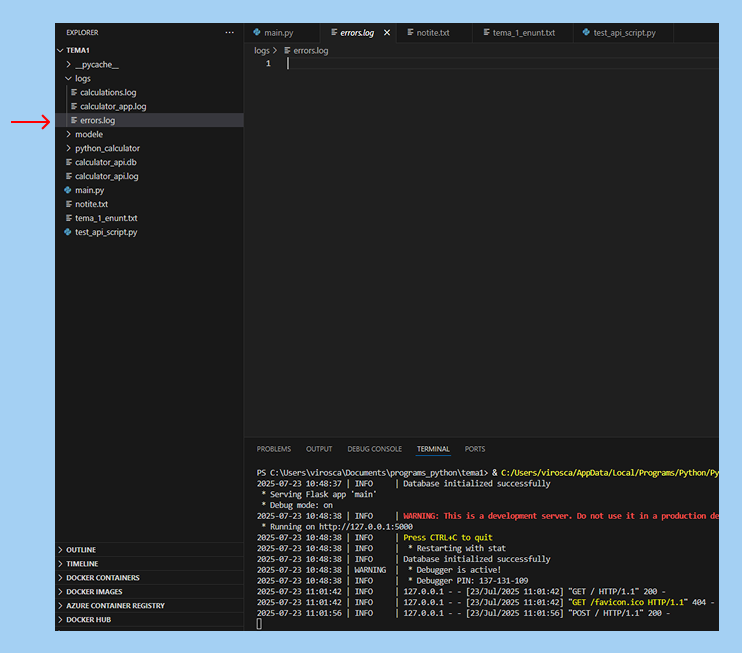 EXPLORER
TEMA1
__pycache__
logs
calculations.log
calculator_app.log
errors.log
modele
python_calculator
calculator_api.db
calculator_api.log
main.py
notite.txt
tema_1_enunt.txt
test_api_script.py
OUTLINE
TIMELINE
DOCKER CONTAINERS
DOCKER IMAGES
AZURE CONTAINER REGISTRY
DOCKER HUB
main.py errors.log notite.txt tema_1_enunt.txt test_api_script.py
logs > errors.log
1
PROBLEMS OUTPUT DEBUG CONSOLE TERMINAL PORTS
PS C:\Users\virosca\Documents\programs_python\tema1> & C:/Users/virosca/AppData/Local/Programs/Python/Py
2025-07-23 10:48:37 | INFO | Database initialized successfully
* Serving Flask app 'main'
* Debug mode: on
2025-07-23 10:48:38 | INFO | WARNING: This is a development server. Do not use it in a production de
* Running on http://127.0.0.1:5000
2025-07-23 10:48:38 | INFO | Press CTRL+C to quit
2025-07-23 10:48:38 | INFO | * Restarting with stat
2025-07-23 10:48:38 | INFO | Database initialized successfully
2025-07-23 10:48:38 | WARNING | * Debugger is active!
2025-07-23 10:48:38 | INFO | * Debugger PIN: 137-131-109
2025-07-23 11:01:42 | INFO | 127.0.0.1 - - [23/Jul/2025 11:01:42] "GET / HTTP/1.1" 200 -
2025-07-23 11:01:42 | INFO | 127.0.0.1 - - [23/Jul/2025 11:01:42] "GET /favicon.ico HTTP/1.1" 404 -
2025-07-23 11:01:56 | INFO | 127.0.0.1 - - [23/Jul/2025 11:01:56] "POST / HTTP/1.1" 200 -